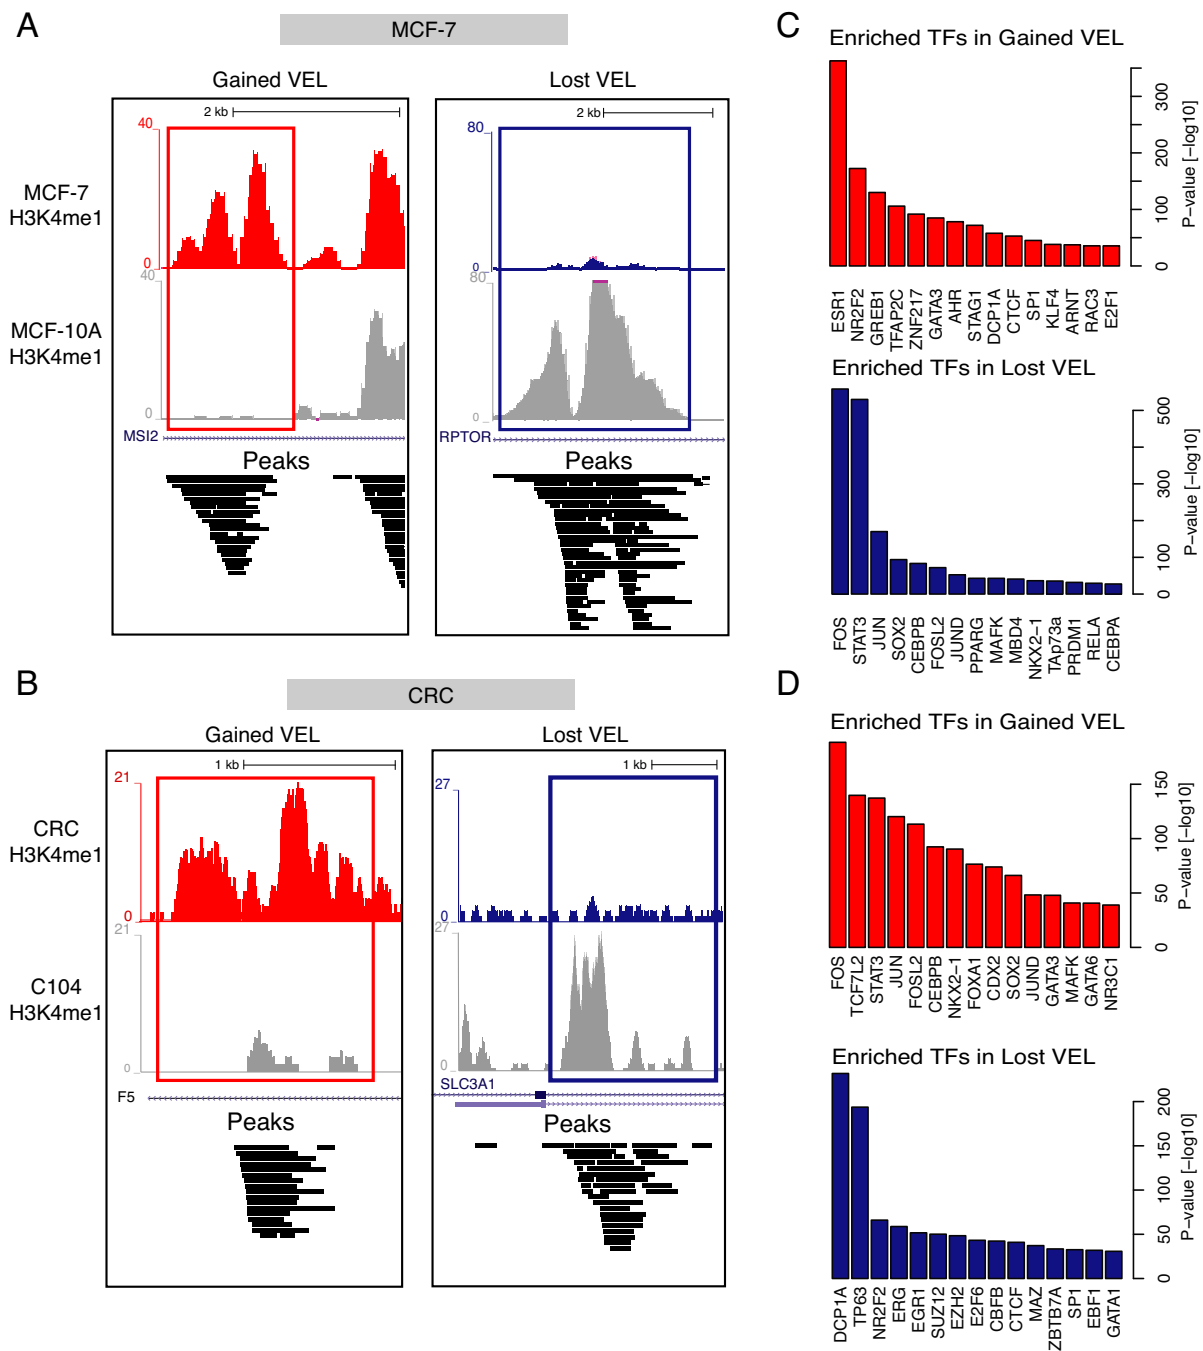 A
MCF-7
Gained VEL
Lost VEL
2 kb
2 kb
40
80
MCF-7
H3K4me1
0
0
40
80
MCF-10A
H3K4me1
0
0
MSI2
RPTOR
Peaks
Peaks
B
CRC
Gained VEL
Lost VEL
1 kb
1 kb
21
27
CRC
H3K4me1
0
0
21
27
C104
H3K4me1
0
0
F5
SLC3A1
Peaks
Peaks
C
Enriched TFs in Gained VEL
0
100
200
300
P-value [-log10]
ESR1
NR2F2
GREB1
TFAP2C
ZNF217
GATA3
AHR
STAG1
DCP1A
CTCF
SP1
KLF4
ARNT
RAC3
E2F1
Enriched TFs in Lost VEL
0
100
300
500
P-value [-log10]
FOS
STAT3
JUN
SOX2
CEBPB
FOSL2
JUND
PPARG
MAFK
MBD4
NKX2-1
TAp73a
PRDM1
RELA
CEBPA
D
Enriched TFs in Gained VEL
0
50
100
150
P-value [-log10]
FOS
TCF7L2
STAT3
JUN
FOSL2
CEBPB
NKX2-1
FOXA1
CDX2
SOX2
JUND
GATA3
MAFK
GATA6
NR3C1
Enriched TFs in Lost VEL
0
50
100
150
200
P-value [-log10]
DCP1A
TP63
NR2F2
ERG
EGR1
SUZ12
EZH2
E2F6
CBFB
CTCF
MAZ
ZBTB7A
SP1
EBF1
GATA1